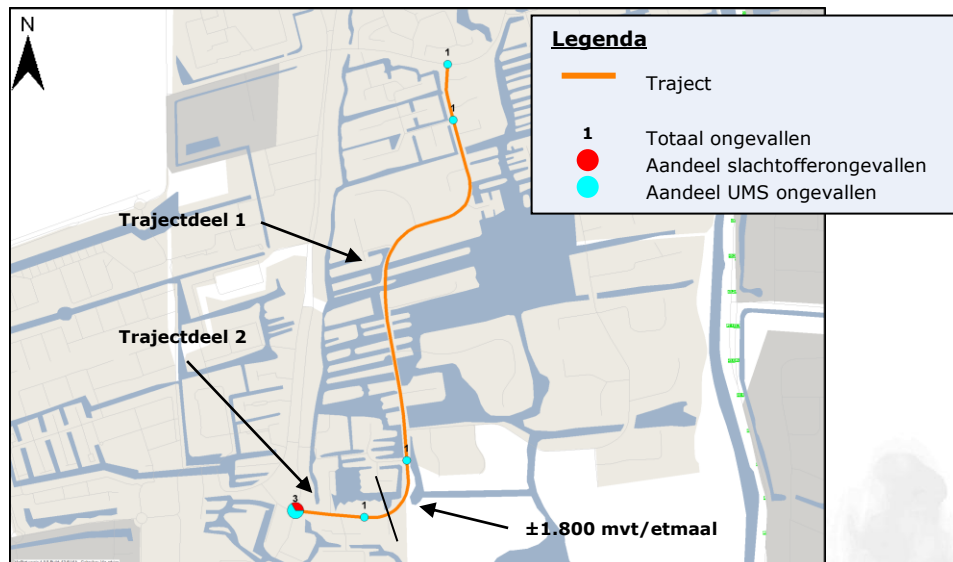 N
Legenda
Traject
1 Totaal ongevallen
Aandeel slachtofferongevallen
Aandeel UMS ongevallen
1
1
Trajectdeel 1
Trajectdeel 2
1
3
1
±1.800 mvt/etmaal